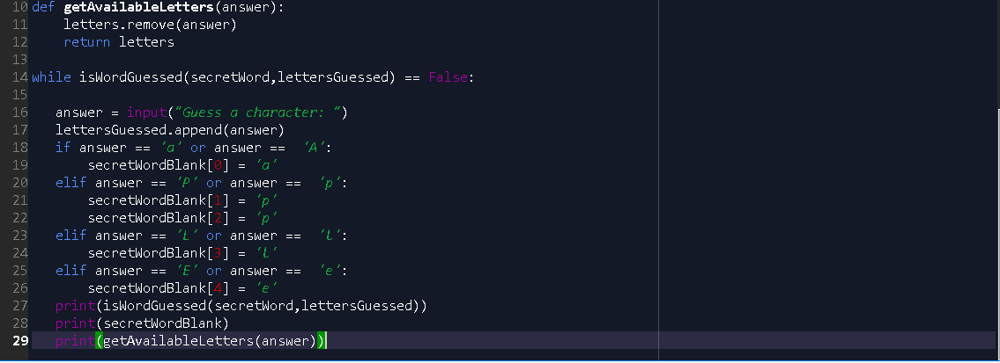 10 def getAvailableLetters(answer):
11     letters.remove(answer)
12     return letters
13
14 while isWordGuessed(secretWord,lettersGuessed) == False:
15
16    answer = input("Guess a character: ")
17    lettersGuessed.append(answer)
18    if answer == 'a' or answer ==  'A':
19        secretWordBlank[0] = 'a'
20    elif answer == 'P' or answer ==  'p':
21        secretWordBlank[1] = 'p'
22        secretWordBlank[2] = 'p'
23    elif answer == 'L' or answer ==  'l':
24        secretWordBlank[3] = 'l'
25    elif answer == 'E' or answer ==  'e':
26        secretWordBlank[4] = 'e'
27    print(isWordGuessed(secretWord,lettersGuessed))
28    print(secretWordBlank)
29    print(getAvailableLetters(answer))